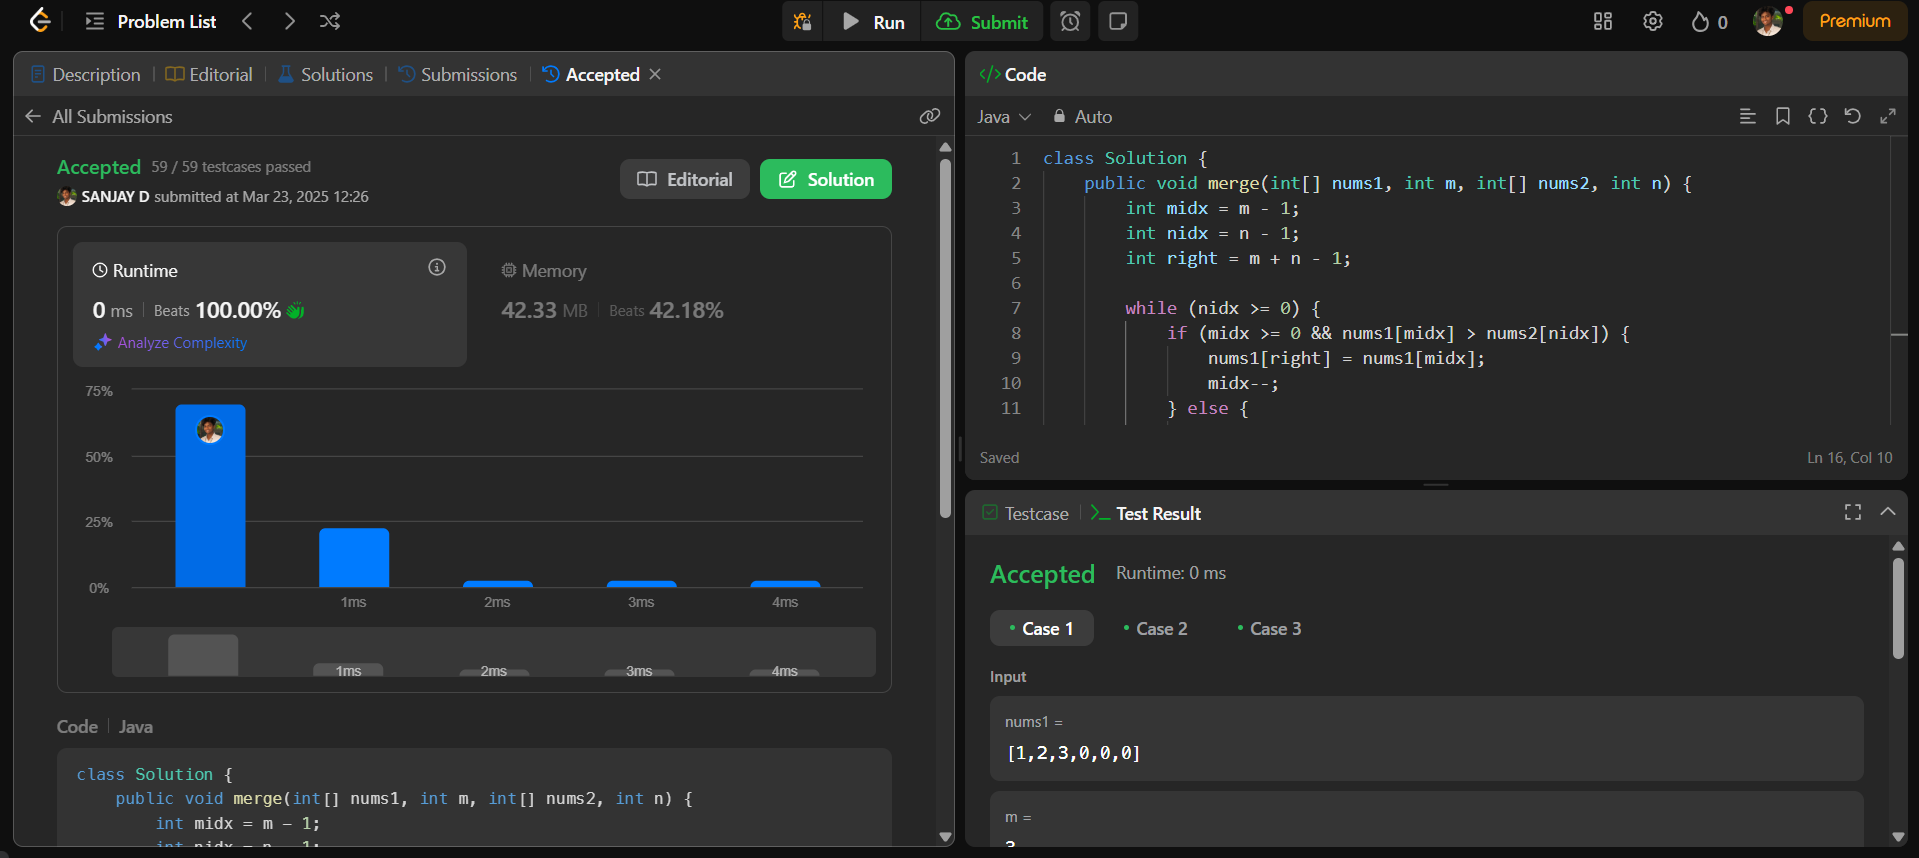 Problem List
Run
Submit
0
Premium
Description
Editorial
Solutions
Submissions
Accepted
All Submissions
Accepted 59 / 59 testcases passed
SANJAY D submitted at Mar 23, 2025 12:26
Editorial
Solution
Runtime
0 ms Beats 100.00%
Analyze Complexity
Memory
42.33 MB Beats 42.18%
75%
50%
25%
0%
1ms 2ms 3ms 4ms
1ms 2ms 3ms 4ms
Code Java
class Solution {
public void merge(int[] nums1, int m, int[] nums2, int n) {
int midx = m - 1;
int nidx = n - 1;
</> Code
Java Auto
1 class Solution {
2 public void merge(int[] nums1, int m, int[] nums2, int n) {
3 int midx = m - 1;
4 int nidx = n - 1;
5 int right = m + n - 1;
6
7 while (nidx >= 0) {
8 if (midx >= 0 && nums1[midx] > nums2[nidx]) {
9 nums1[right] = nums1[midx];
10 midx--;
11 } else {
Saved
Ln 16, Col 10
Testcase
>_ Test Result
Accepted Runtime: 0 ms
Case 1
Case 2
Case 3
Input
nums1 =
[1,2,3,0,0,0]
m =
3